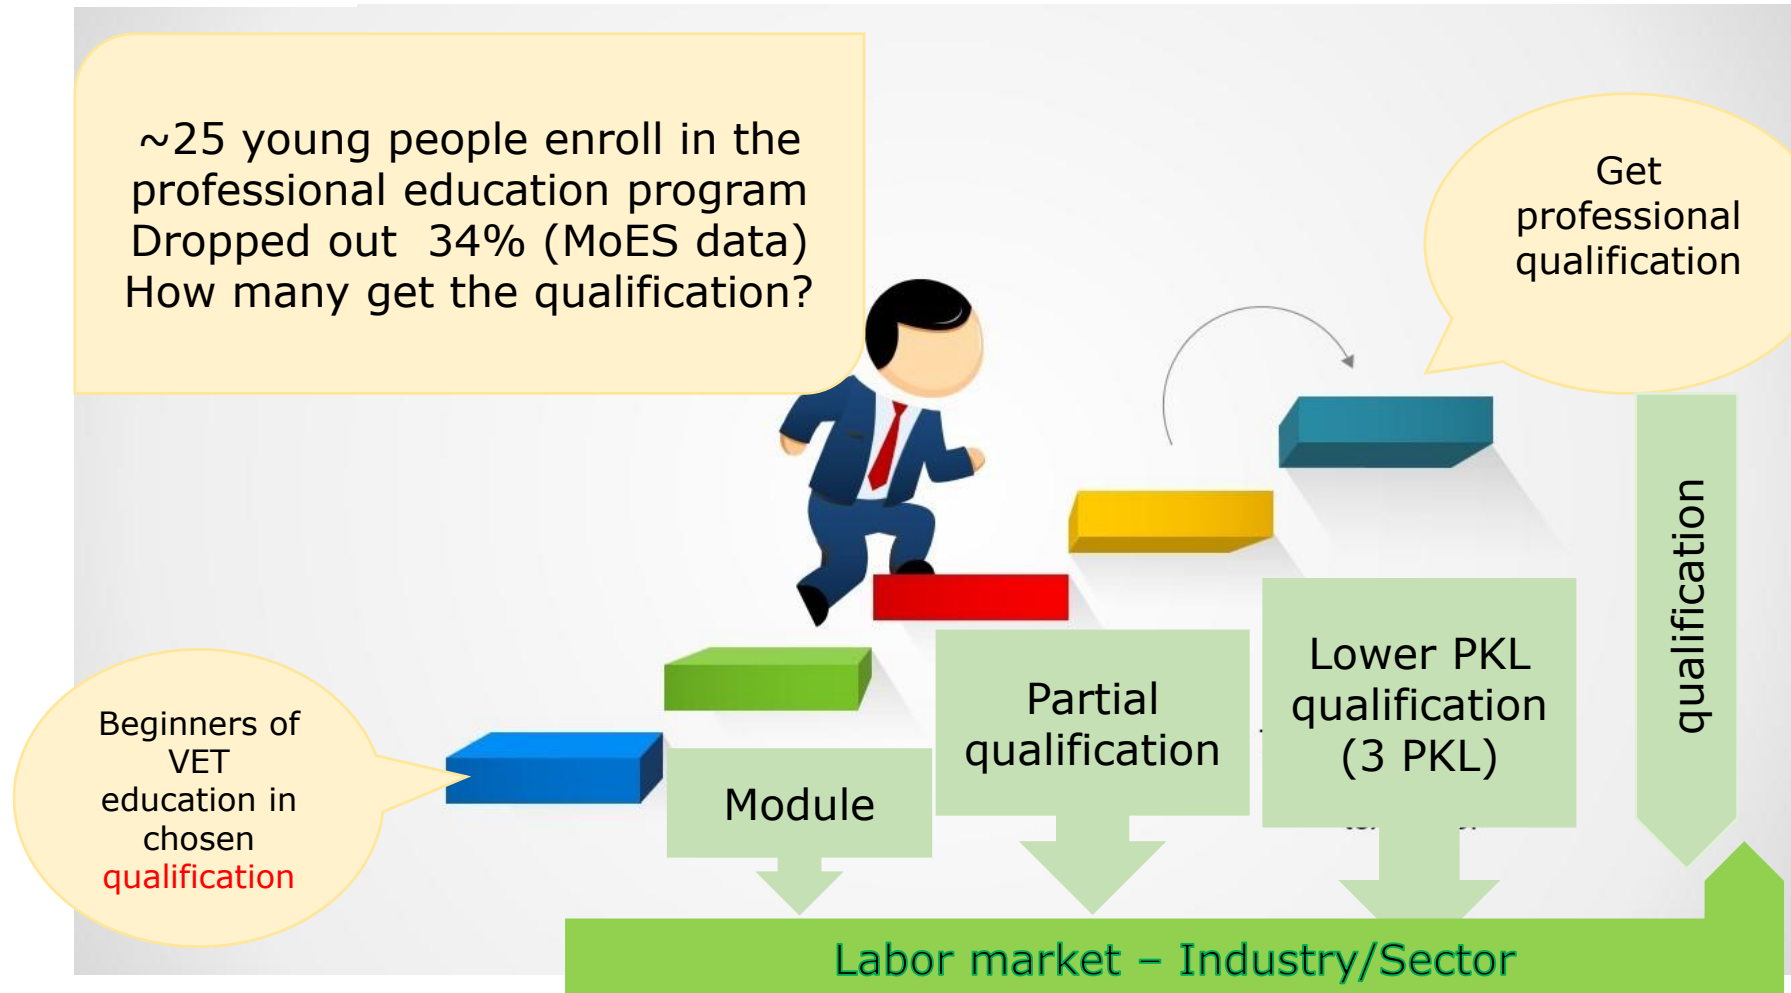 ~25 young people enroll in the
professional education program
Dropped out  34% (MoES data)
How many get the qualification?
Get
professional
qualification
qualification
Lower PKL
qualification
(3 PKL)
Partial
qualification
Module
Beginners of
VET
education in
chosen
qualification
Labor market – Industry/Sector